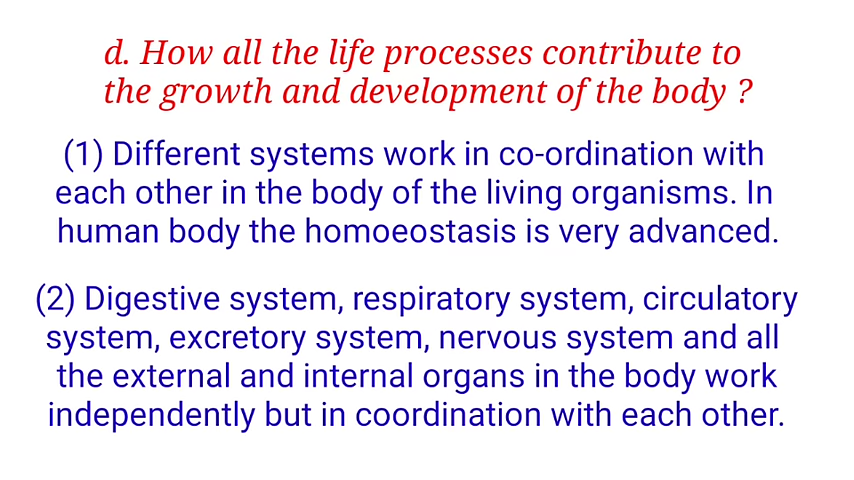 d. How all the life processes contribute to
the growth and development of the body ?
(1) Different systems work in co-ordination with
each other in the body of the living organisms. In
human body the homoeostasis is very advanced.
(2) Digestive system, respiratory system, circulatory
system, excretory system, nervous system and all
the external and internal organs in the body work
independently but in coordination with each other.